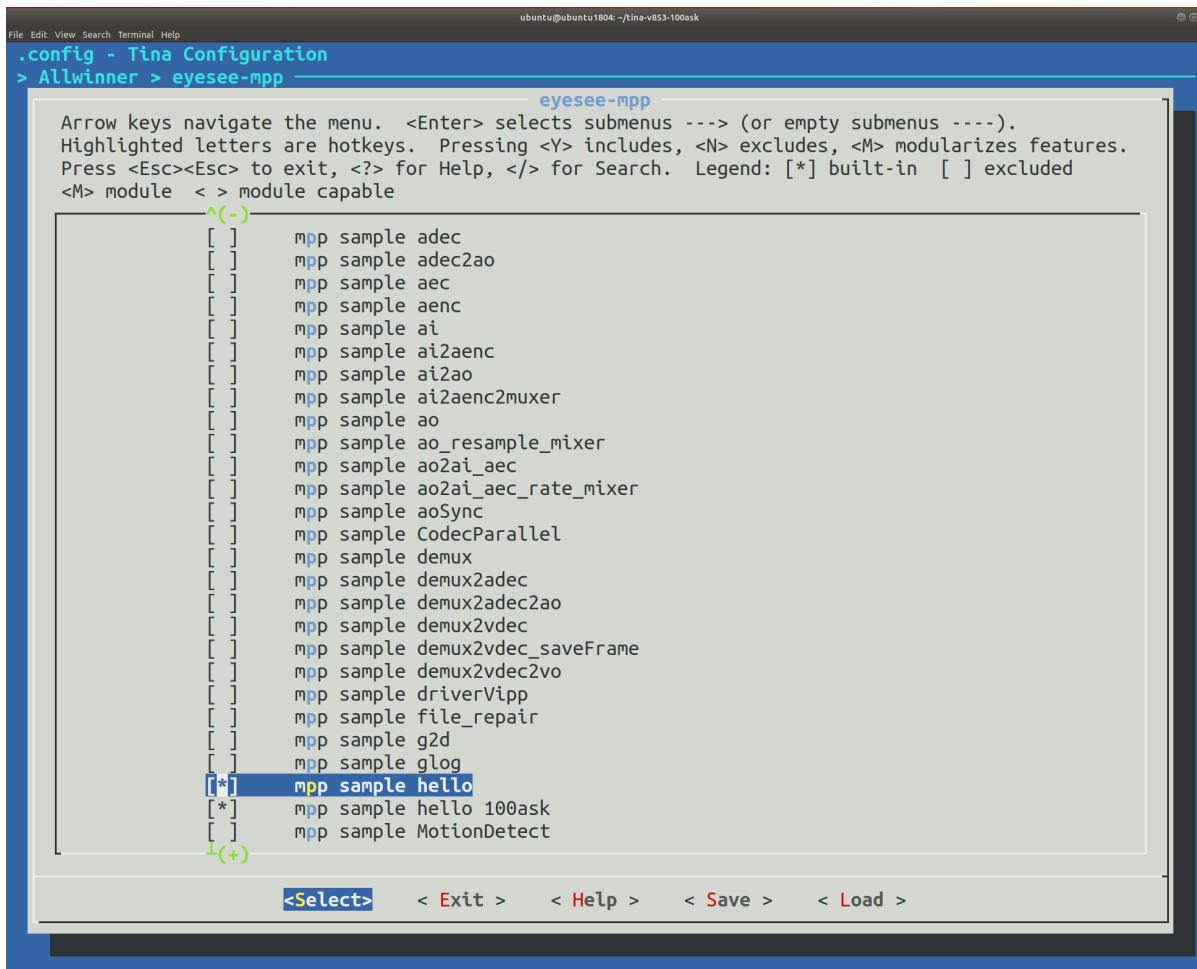 ubuntu@ubuntu1804: ~/tina-v853-100ask
File Edit View Search Terminal Help
.config - Tina Configuration
> Allwinner > eyesee-mpp
eyesee-mpp
Arrow keys navigate the menu.  <Enter> selects submenus ---> (or empty submenus ----).
Highlighted letters are hotkeys.  Pressing <Y> includes, <N> excludes, <M> modularizes features.
Press <Esc><Esc> to exit, <?> for Help, </> for Search.  Legend: [*] built-in  [ ] excluded
<M> module  < > module capable
^(-)
[ ] mpp sample adec
[ ] mpp sample adec2ao
[ ] mpp sample aec
[ ] mpp sample aenc
[ ] mpp sample ai
[ ] mpp sample ai2aenc
[ ] mpp sample ai2ao
[ ] mpp sample ai2aenc2muxer
[ ] mpp sample ao
[ ] mpp sample ao_resample_mixer
[ ] mpp sample ao2ai_aec
[ ] mpp sample ao2ai_aec_rate_mixer
[ ] mpp sample aoSync
[ ] mpp sample CodecParallel
[ ] mpp sample demux
[ ] mpp sample demux2adec
[ ] mpp sample demux2adec2ao
[ ] mpp sample demux2vdec
[ ] mpp sample demux2vdec_saveFrame
[ ] mpp sample demux2vdec2vo
[ ] mpp sample driverVipp
[ ] mpp sample file_repair
[ ] mpp sample g2d
[ ] mpp sample glog
[*] mpp sample hello
[*] mpp sample hello 100ask
[ ] mpp sample MotionDetect
┴(+)
<Select>    < Exit >    < Help >    < Save >    < Load >